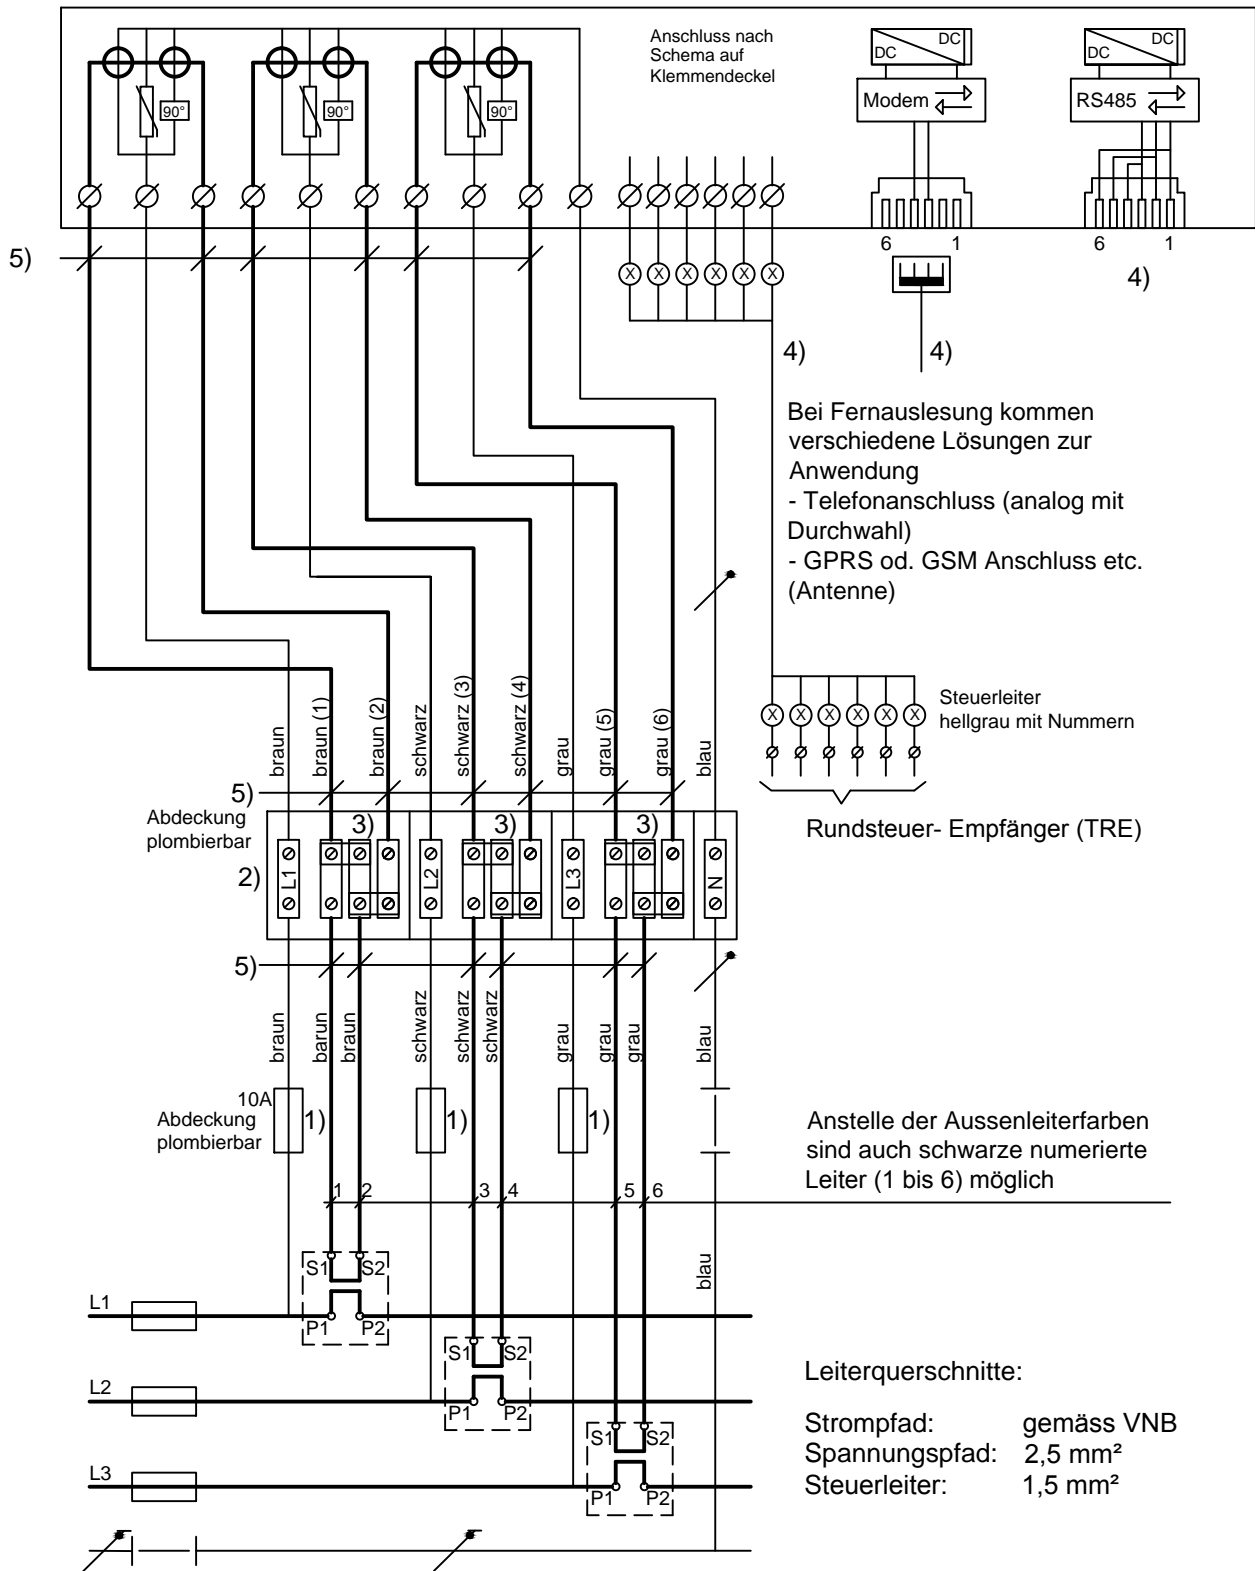 Anschluss nach
Schema auf
Klemmendeckel
DC
DC
DC
DC
Modem
RS485
90°
90°
90°
6
1
6
1
5)
4)
4)
4)
X
X
X
X
X
X
Bei Fernauslesung kommen
verschiedene Lösungen zur
Anwendung
- Telefonanschluss (analog mit
Durchwahl)
- GPRS od. GSM Anschluss etc.
(Antenne)
braun
braun (1)
braun (2)
schwarz
schwarz (3)
schwarz (4)
grau
grau (5)
grau (6)
blau
X
X
X
X
X
X
Steuerleiter
hellgrau mit Nummern
Rundsteuer- Empfänger (TRE)
5)
Abdeckung
plombierbar
3)
3)
3)
2)
L1
L2
L3
N
5)
braun
barun
braun
schwarz
schwarz
schwarz
grau
grau
grau
blau
10A
Abdeckung
plombierbar
1)
1)
1)
Anstelle der Aussenleiterfarben
sind auch schwarze numerierte
Leiter (1 bis 6) möglich
1
2
3
4
5
6
blau
S1
S2
L1
P1
P2
S1
S2
L2
P1
P2
S1
S2
L3
P1
P2
Leiterquerschnitte:
Strompfad: gemäss VNB
Spannungspfad: 2,5 mm²
Steuerleiter: 1,5 mm²